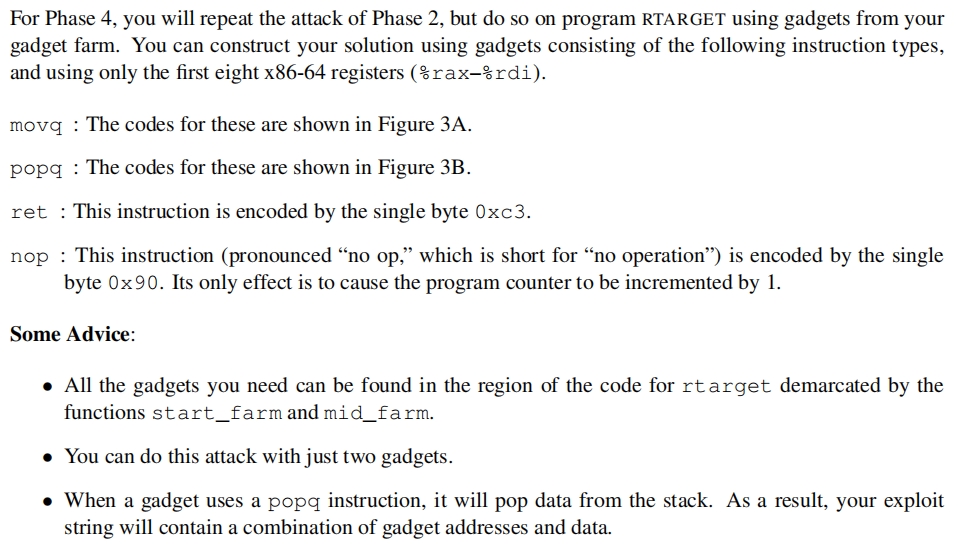 For Phase 4, you will repeat the attack of Phase 2, but do so on program RTARGET using gadgets from your
gadget farm. You can construct your solution using gadgets consisting of the following instruction types,
and using only the first eight x86-64 registers (%rax–%rdi).
movq : The codes for these are shown in Figure 3A.
popq : The codes for these are shown in Figure 3B.
ret : This instruction is encoded by the single byte 0xc3.
nop : This instruction (pronounced “no op,” which is short for “no operation”) is encoded by the single
byte 0x90. Its only effect is to cause the program counter to be incremented by 1.
Some Advice:
• All the gadgets you need can be found in the region of the code for rtarget demarcated by the
functions start_farm and mid_farm.
• You can do this attack with just two gadgets.
• When a gadget uses a popq instruction, it will pop data from the stack. As a result, your exploit
string will contain a combination of gadget addresses and data.